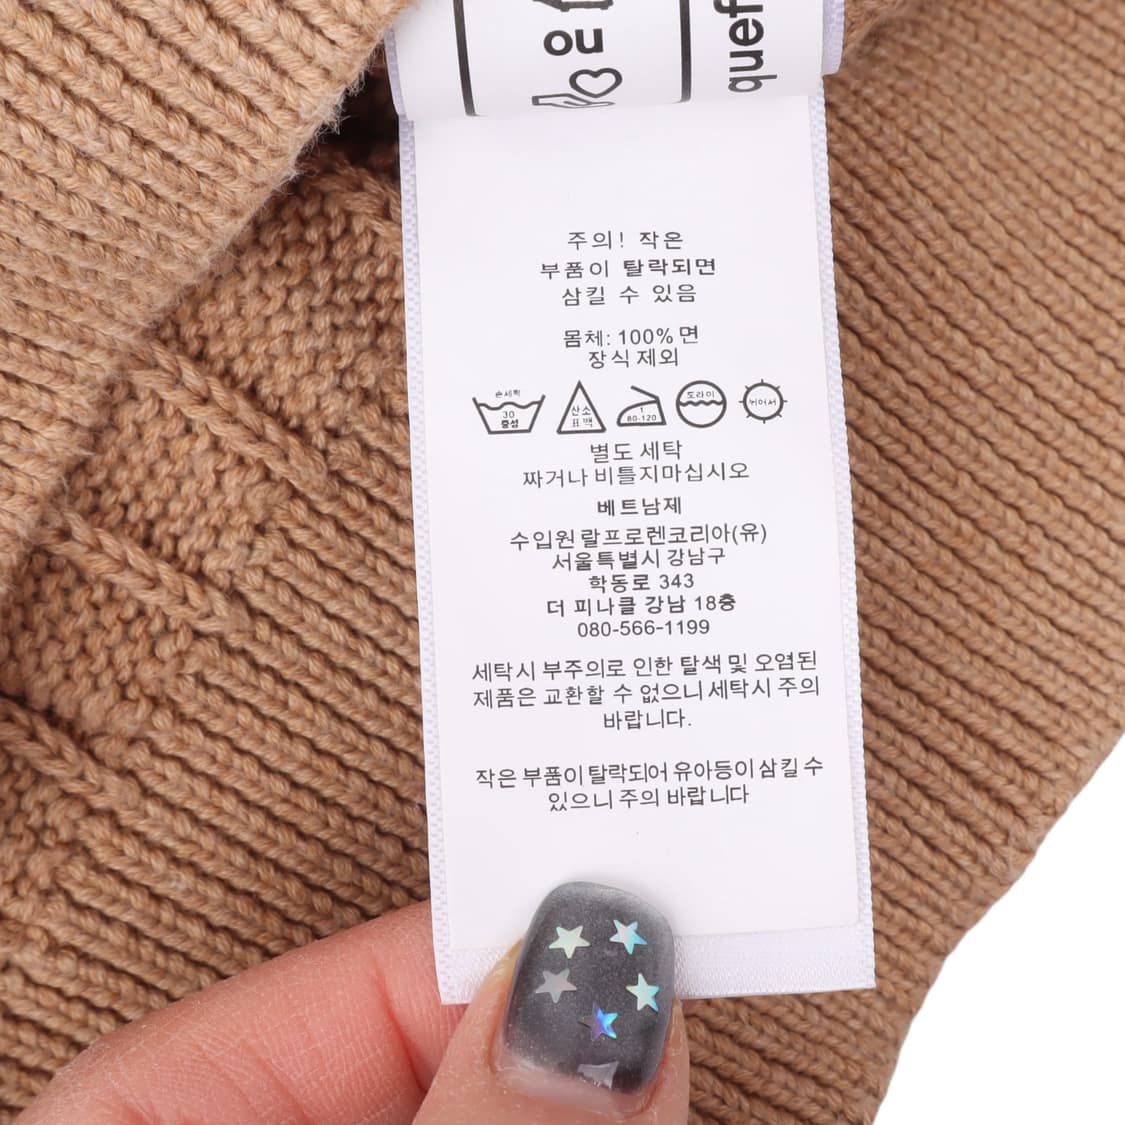 ou
quef
주의! 작은
부품이 탈락되면
삼킬 수 있음
몸체: 100% 면
장식 제외
손세탁
30
중성
산소
표백
1
80-120
드라이
뉘어서
별도 세탁
짜거나 비틀지마십시오
베트남제
수입원 랄프로렌코리아(유)
서울특별시 강남구
학동로 343
더 피나클 강남 18층
080-566-1199
세탁시 부주의로 인한 탈색 및 오염된
제품은 교환할 수 없으니 세탁시 주의
바랍니다.
작은 부품이 탈락되어 유아등이 삼킬 수
있으니 주의 바랍니다